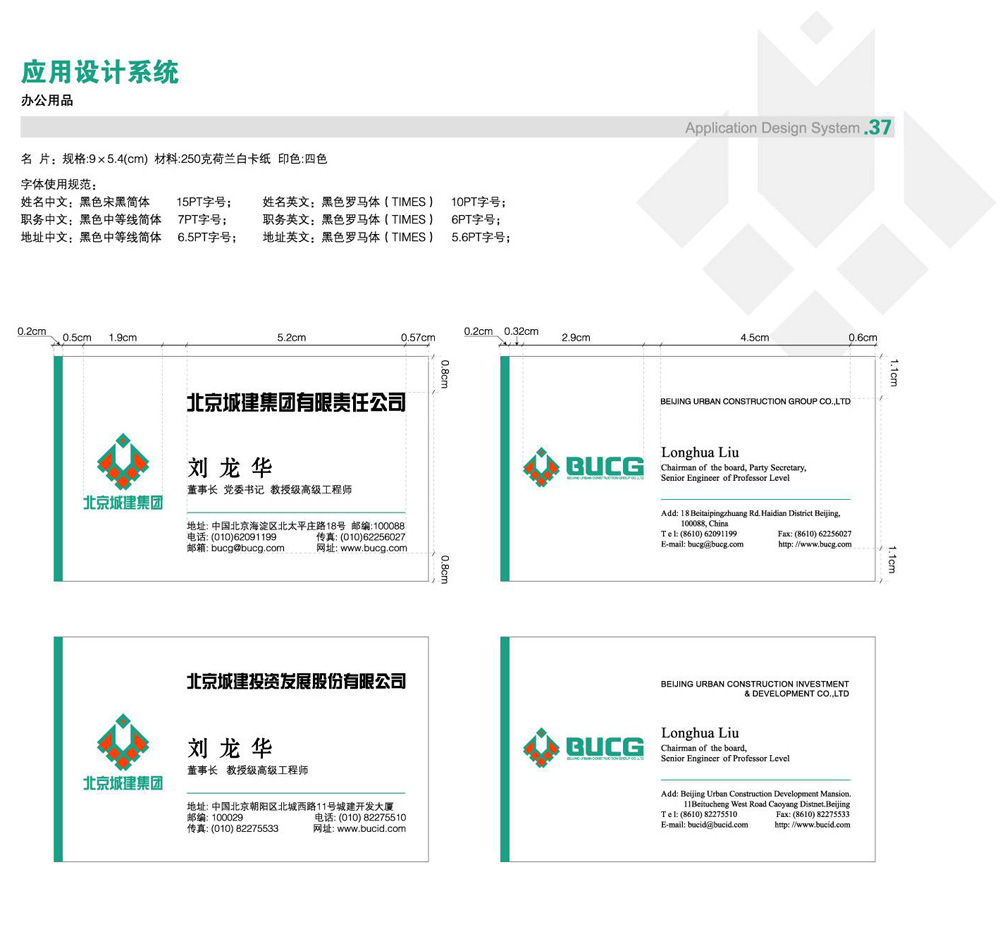 应用设计系统
办公用品
Application Design System .37
名 片：规格:9×5.4(cm) 材料:250克荷兰白卡纸 印色:四色
字体使用规范：
姓名中文：黑色宋黑简体 15PT字号； 姓名英文：黑色罗马体（TIMES） 10PT字号；
职务中文：黑色中等线简体 7PT字号； 职务英文：黑色罗马体（TIMES） 6PT字号；
地址中文：黑色中等线简体 6.5PT字号； 地址英文：黑色罗马体（TIMES） 5.6PT字号；
0.2cm 0.5cm 1.9cm 5.2cm 0.57cm
0.8cm
北京城建集团有限责任公司
北京城建集团
刘龙华
董事长 党委书记 教授级高级工程师
地址: 中国北京海淀区北太平庄路18号 邮编:100088
电话: (010)62091199 传真: (010)62256027
邮箱: bucg@bucg.com 网址: www.bucg.com
0.8cm
0.2cm 0.32cm 2.9cm 4.5cm 0.6cm
1.1cm
BEIJING URBAN CONSTRUCTION GROUP CO.,LTD
BUCG
BEIJING URBAN CONSTRUCTION GROUP CO.,LTD
Longhua Liu
Chairman of the board, Party Secretary,
Senior Engineer of Professor Level
Add: 18 Beitaipingzhuang Rd. Haidian District Beijing,
100088, China
Tel: (8610) 62091199 Fax: (8610) 62256027
E-mail: bucg@bucg.com http: //www.bucg.com
1.1cm
北京城建投资发展股份有限公司
北京城建集团
刘龙华
董事长 教授级高级工程师
地址: 中国北京朝阳区北城西路11号城建开发大厦
邮编: 100029 电话: (010) 82275510
传真: (010) 82275533 网址: www.bucid.com
BEIJING URBAN CONSTRUCTION INVESTMENT
& DEVELOPMENT CO.,LTD
BUCG
BEIJING URBAN CONSTRUCTION GROUP CO.,LTD
Longhua Liu
Chairman of the board,
Senior Engineer of Professor Level
Add: Beijing Urban Construction Development Mansion.
11Beitucheng West Road Caoyang Distnet.Beijing
Tel: (8610) 82275510 Fax: (8610) 82275533
E-mail: bucid@bucid.com http: //www.bucid.com